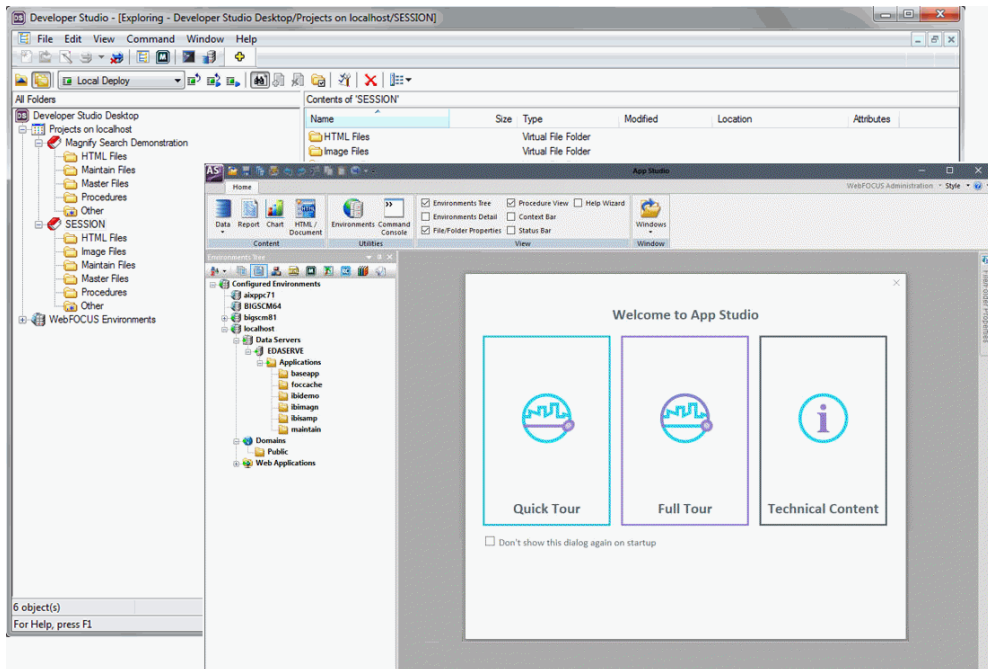 DS Developer Studio - [Exploring - Developer Studio Desktop/Projects on localhost/SESSION]
File Edit View Command Window Help
Local Deploy
All Folders
Contents of 'SESSION'
Developer Studio Desktop
Projects on localhost
Magnify Search Demonstration
HTML Files
Maintain Files
Master Files
Procedures
Other
SESSION
HTML Files
Image Files
Maintain Files
Master Files
Procedures
Other
WebFOCUS Environments
Name Size Type Modified Location Attributes
HTML Files Virtual File Folder
Image Files Virtual File Folder
6 object(s)
For Help, press F1
AS App Studio
Home
WebFOCUS Administration Style
Data Report Chart HTML / Document
Content
Environments Command Console
Utilities
Environments Tree Procedure View Help Wizard
Environments Detail Context Bar
File/Folder Properties Status Bar
View
Windows
Window
Environments Tree
Configured Environments
aixppc71
BIGSCM64
bigscm81
localhost
Data Servers
EDASERVE
Applications
baseapp
foccache
ibidemo
ibimagn
ibisamp
maintain
Domains
Public
Web Applications
Welcome to App Studio
Quick Tour
Full Tour
Technical Content
Don't show this dialog again on startup
File/Folder Properties